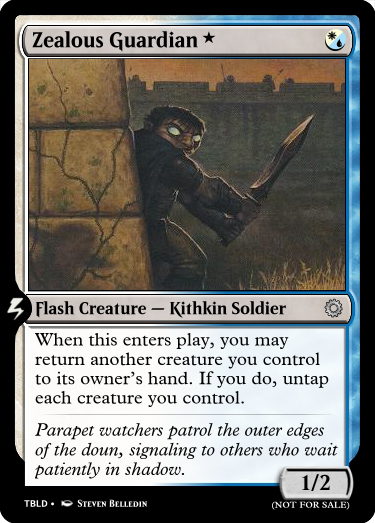 Zealous Guardian ★
Flash Creature — Kithkin Soldier
When this enters play, you may
return another creature you control
to its owner's hand. If you do, untap
each creature you control.
Parapet watchers patrol the outer edges
of the doun, signaling to others who wait
patiently in shadow.
1/2
TBLD • Steven Belledin
(NOT FOR SALE)